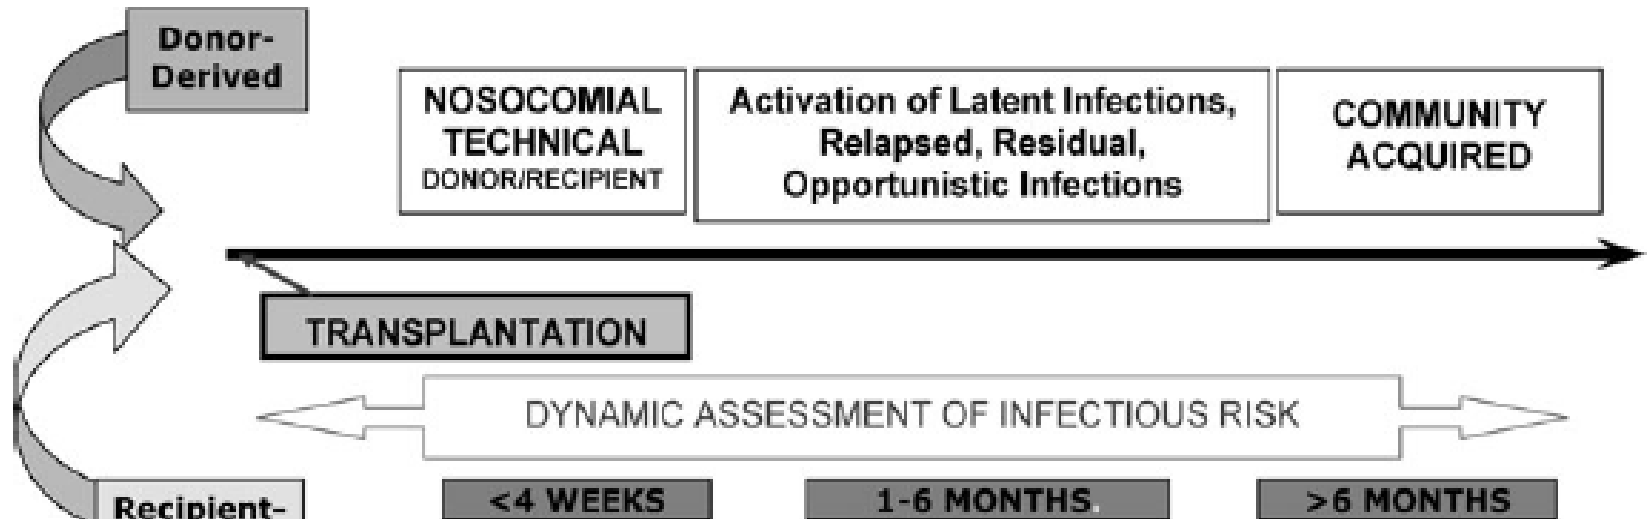 Donor-
Derived
NOSOCOMIAL
TECHNICAL
DONOR/RECIPIENT
Activation of Latent Infections,
Relapsed, Residual,
Opportunistic Infections
COMMUNITY
ACQUIRED
TRANSPLANTATION
DYNAMIC ASSESSMENT OF INFECTIOUS RISK
Recipient-
<4 WEEKS
1-6 MONTHS.
>6 MONTHS